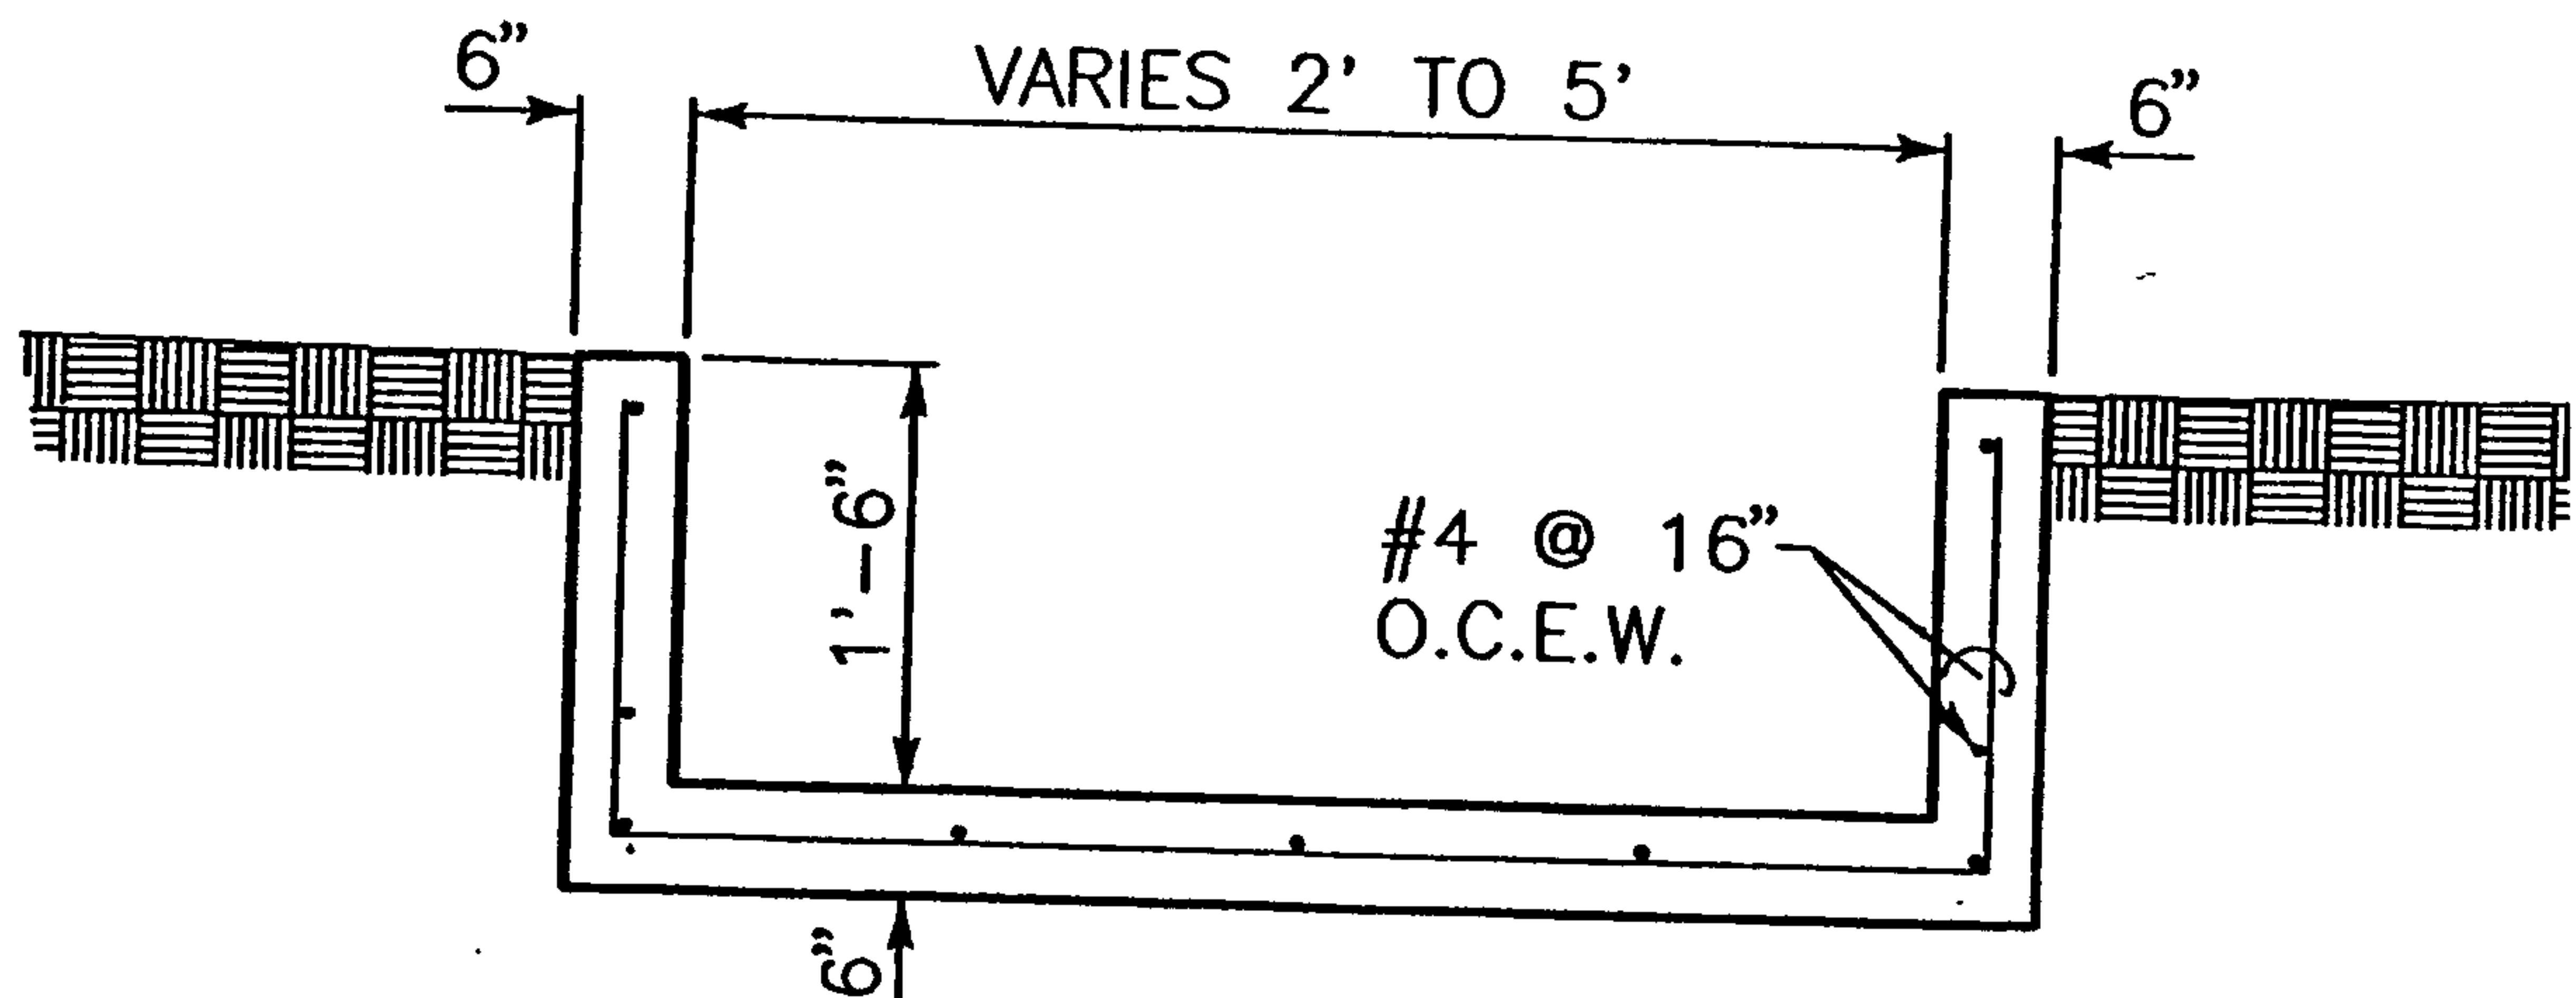 6”
VARIES 2' TO 5'
6”
1'-6”
#4 @ 16”
O.C.E.W.
6”